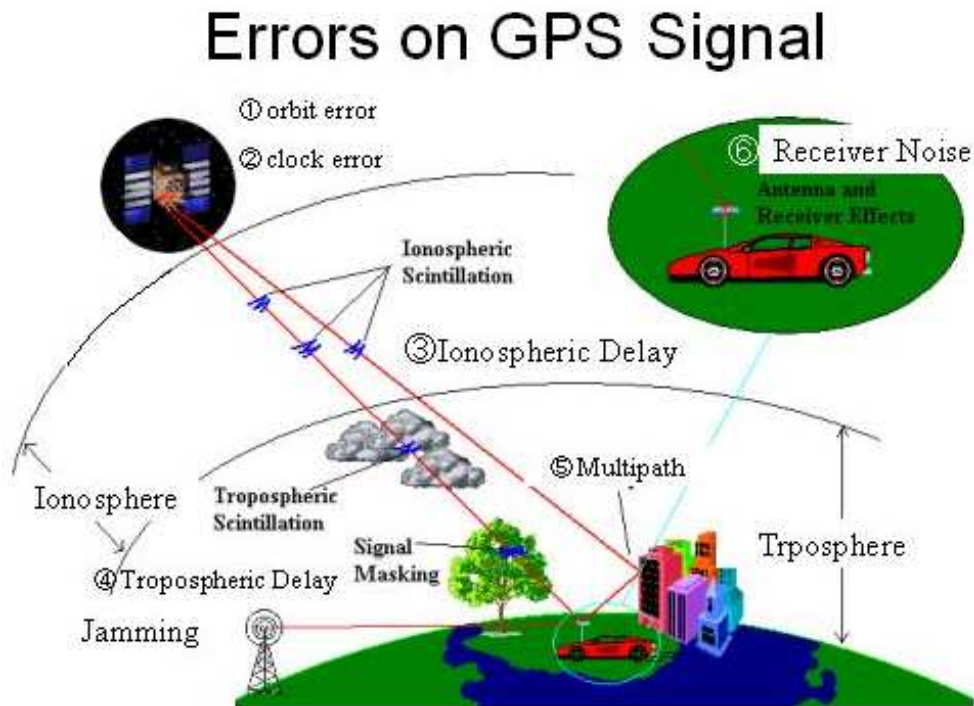 Errors on GPS Signal
① orbit error
② clock error
⑥ Receiver Noise
Antenna and
Receiver Effects
Ionospheric
Scintillation
③Ionospheric Delay
⑤Multipath
Ionosphere
Tropospheric
Scintillation
Signal
Masking
Trposphere
④Tropospheric Delay
Jamming